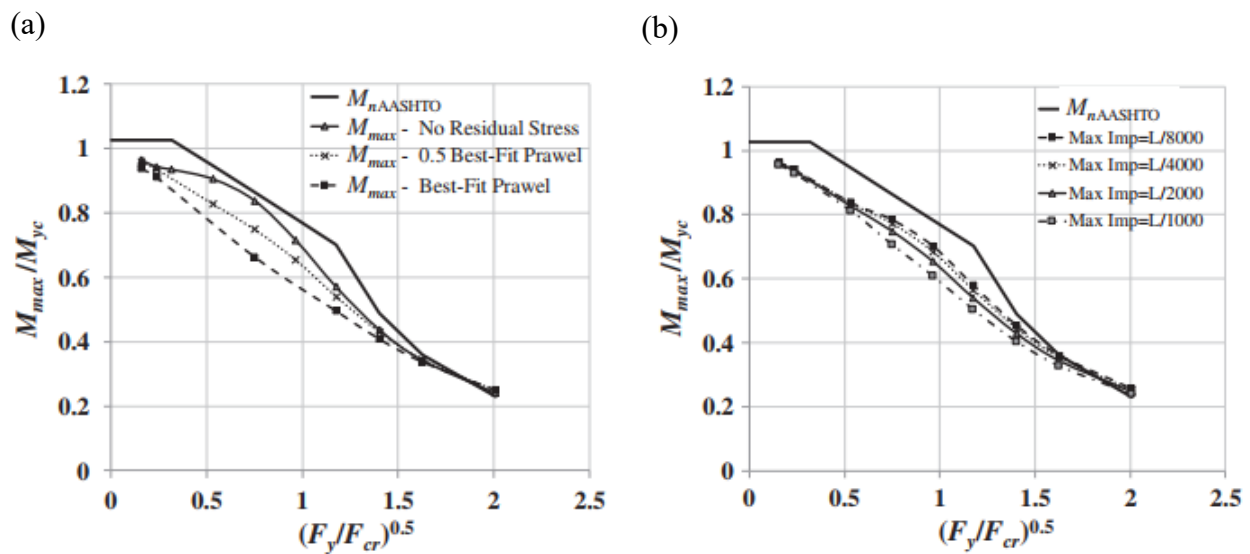 (a)
1.2
1
0.8
0.6
0.4
0.2
0
0
0.5
1
1.5
2
2.5
M_max/M_yc
(F_y/F_cr)^0.5
M_nAASHTO
M_max - No Residual Stress
M_max - 0.5 Best-Fit Prawel
M_max - Best-Fit Prawel
(b)
1.2
1
0.8
0.6
0.4
0.2
0
0
0.5
1
1.5
2
2.5
M_max/M_yc
(F_y/F_cr)^0.5
M_nAASHTO
Max Imp=L/8000
Max Imp=L/4000
Max Imp=L/2000
Max Imp=L/1000